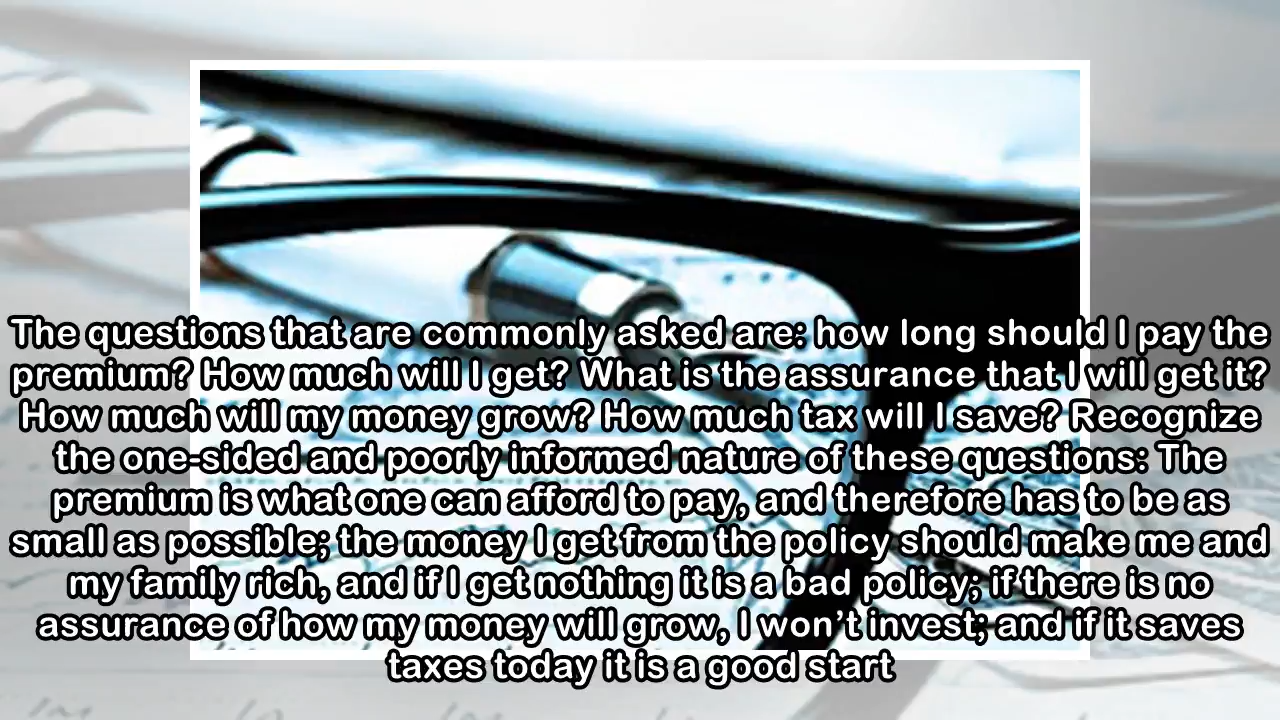 The questions that are commonly asked are: how long should I pay the
premium? How much will I get? What is the assurance that I will get it?
How much will my money grow? How much tax will I save? Recognize
the one-sided and poorly informed nature of these questions: The
premium is what one can afford to pay, and therefore has to be as
small as possible; the money I get from the policy should make me and
my family rich, and if I get nothing it is a bad policy; if there is no
assurance of how my money will grow, I won’t invest; and if it saves
taxes today it is a good start